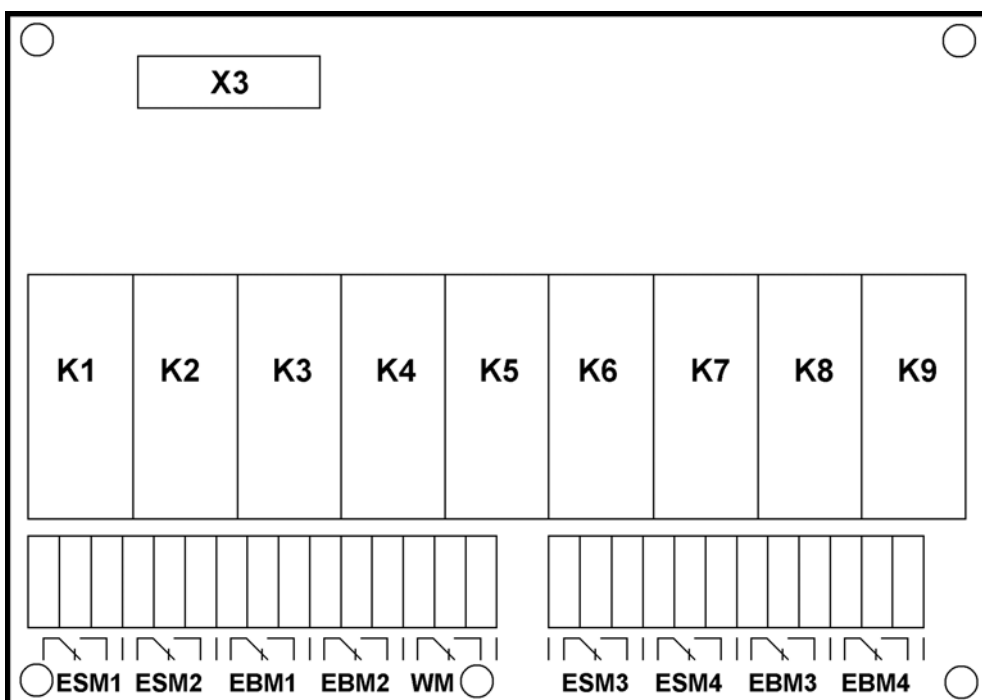 X3
K1 K2 K3 K4 K5 K6 K7 K8 K9
ESM1 ESM2 EBM1 EBM2 WM ESM3 ESM4 EBM3 EBM4